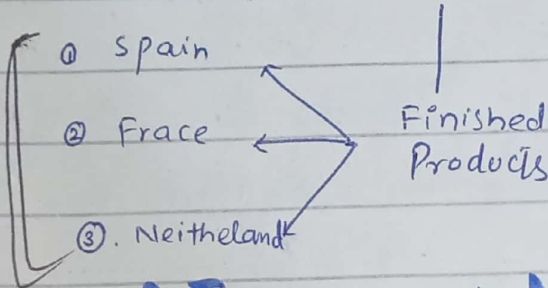 ① Spain
② Frace
③. Neitheland
Finished
Products